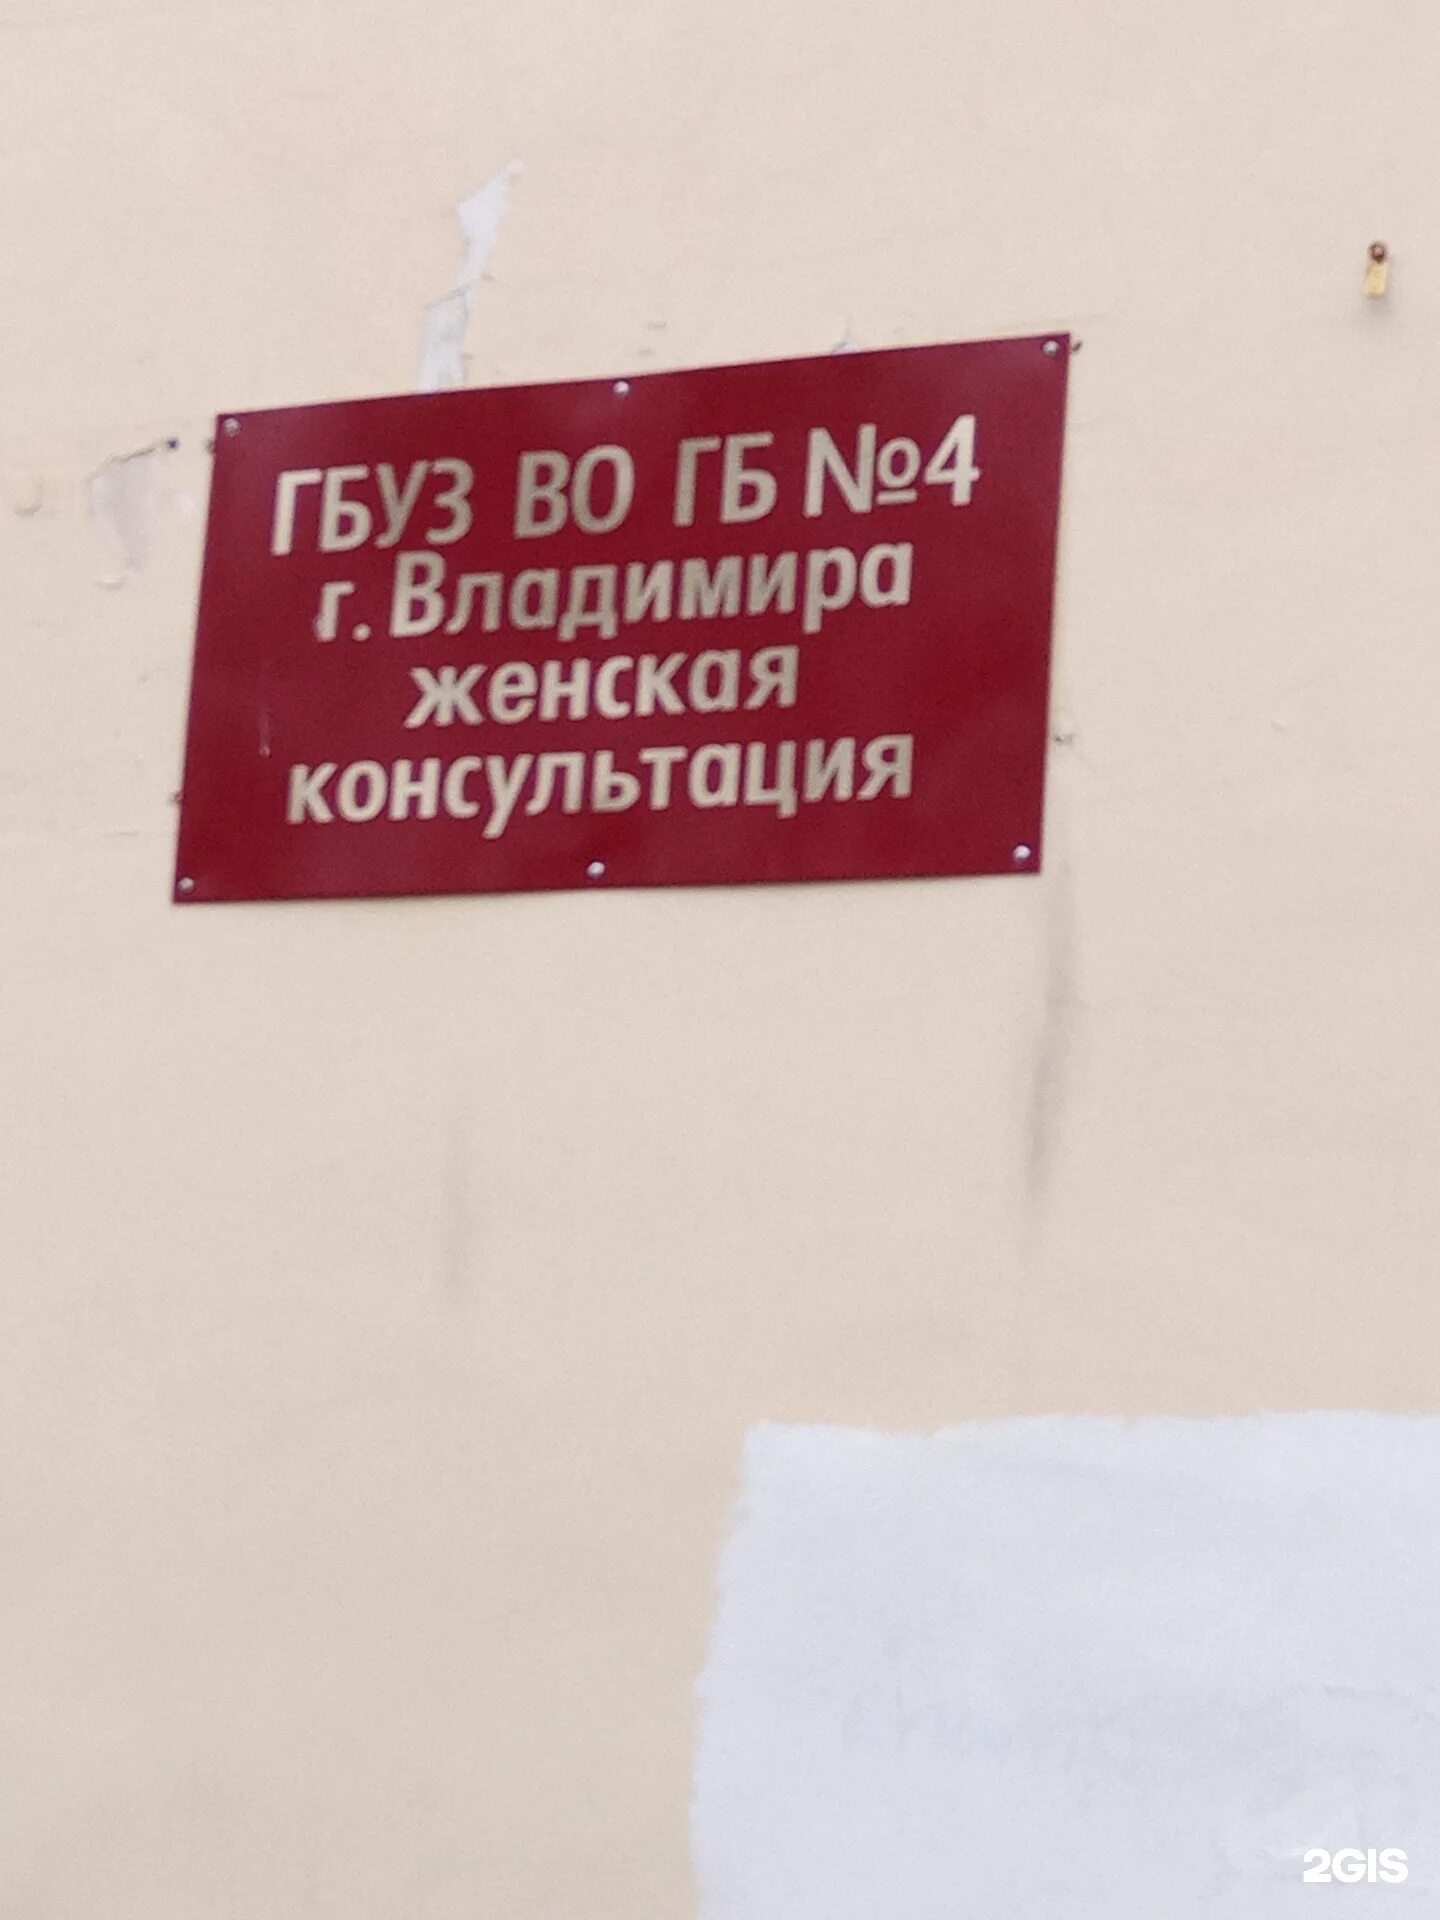 ГБУЗ ВО ГБ №4
г. Владимира
женская
консультация
2GIS